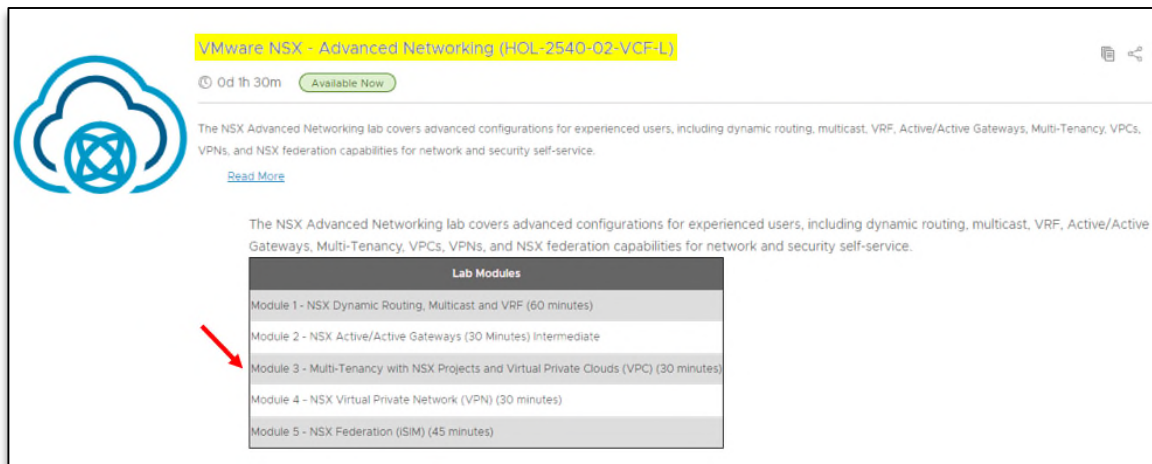 VMware NSX - Advanced Networking (HOL-2540-02-VCF-L)
0d 1h 30m Available Now
The NSX Advanced Networking lab covers advanced configurations for experienced users, including dynamic routing, multicast, VRF, Active/Active Gateways, Multi-Tenancy, VPCs,
VPNs, and NSX federation capabilities for network and security self-service.
Read More
The NSX Advanced Networking lab covers advanced configurations for experienced users, including dynamic routing, multicast, VRF, Active/Active
Gateways, Multi-Tenancy, VPCs, VPNs, and NSX federation capabilities for network and security self-service.
Lab Modules
Module 1 - NSX Dynamic Routing, Multicast and VRF (60 minutes)
Module 2 - NSX Active/Active Gateways (30 Minutes) Intermediate
Module 3 - Multi-Tenancy with NSX Projects and Virtual Private Clouds (VPC) (30 minutes)
Module 4 - NSX Virtual Private Network (VPN) (30 minutes)
Module 5 - NSX Federation (iSIM) (45 minutes)